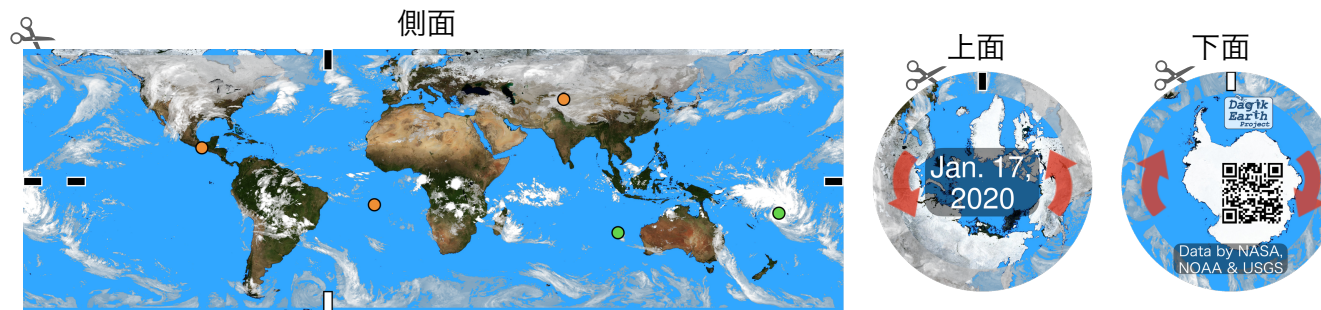 側面
上面
下面
Jan. 17,
2020
Dagik
Earth
Project
Data by NASA,
NOAA & USGS